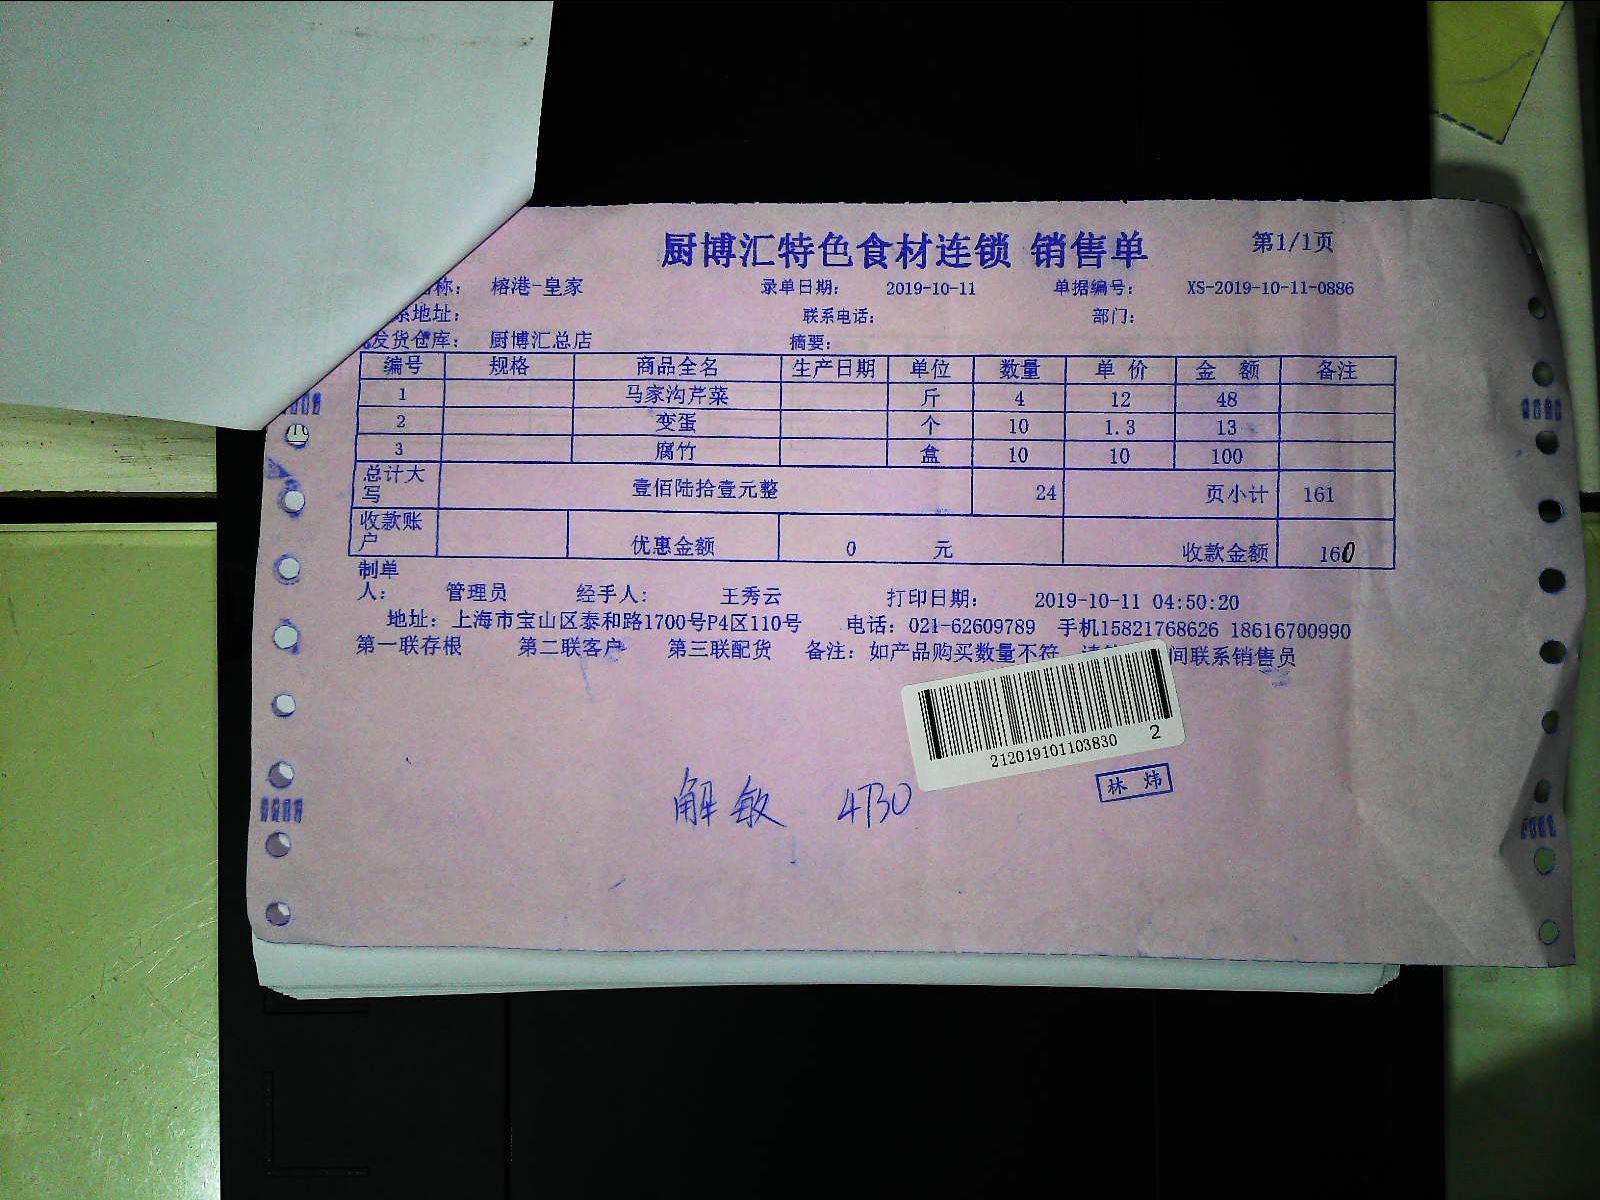 厨博汇特色食材连锁 销售单 第1/1页
称： 榕港-皇家 录单日期： 2019-10-11 单据编号： XS-2019-10-11-0886
系地址： 联系电话： 部门：
发货仓库： 厨博汇总店 摘要：
编号 规格 商品全名 生产日期 单位 数量 单价 金额 备注
1 马家沟芹菜 斤 4 12 48
2 变蛋 个 10 1.3 13
3 腐竹 盒 10 10 100
总计大写 壹佰陆拾壹元整 24 页小计 161
收款账户 优惠金额 0 元 收款金额 160
制单人： 管理员 经手人： 王秀云 打印日期： 2019-10-11 04:50:20
地址：上海市宝山区泰和路1700号P4区110号 电话：021-62609789 手机15821768626 18616700990
第一联存根 第二联客户 第三联配货 备注：如产品购买数量不符 间联系销售员
212019101103830 2
林炜
解敏